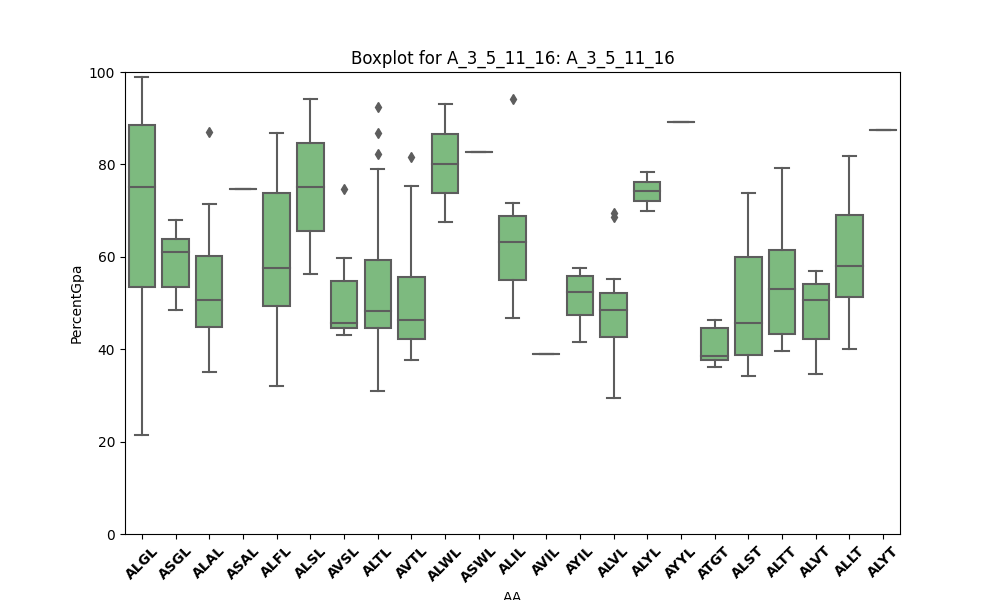 Boxplot for A_3_5_11_16: A_3_5_11_16
100
80
60
40
20
0
PercentGpa
ALGL ASGL ALAL ASAL ALFL ALSL AVSL ALTL AVTL ALWL ASWL ALIL AVIL AYIL ALVL ALYL AYYL ATGT ALST ALTT ALVT ALLT ALYT
AA